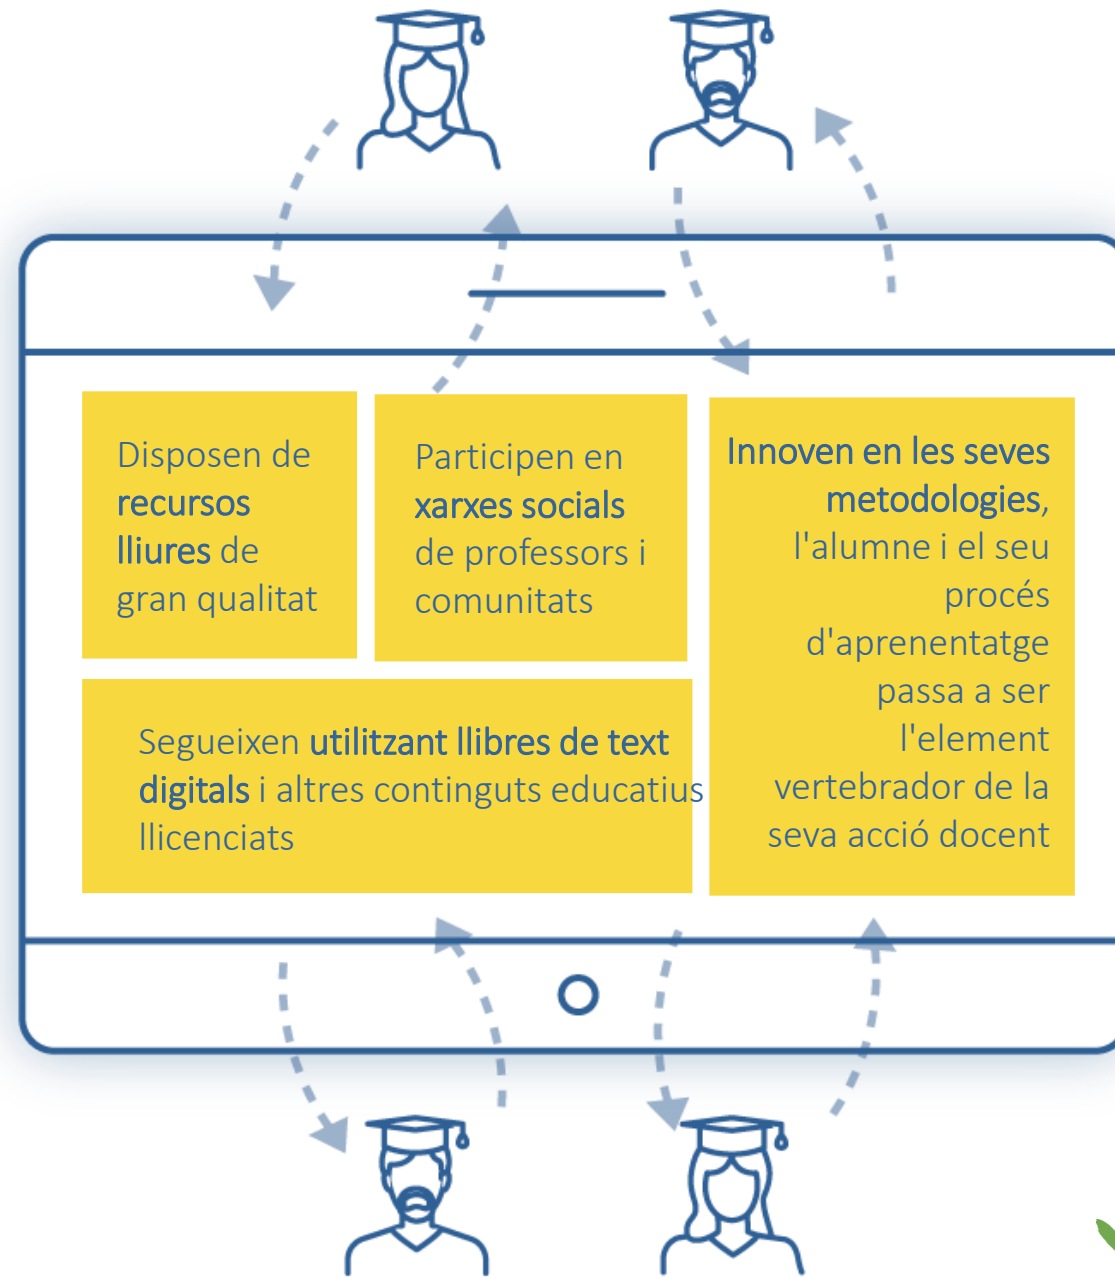 Disposen de
recursos
lliures de
gran qualitat
Participen en
xarxes socials
de professors i
comunitats
Innoven en les seves
metodologies,
l'alumne i el seu
procés
d'aprenentatge
passa a ser
l'element
vertebrador de la
seva acció docent
Segueixen utilitzant llibres de text
digitals i altres continguts educatius
llicenciats